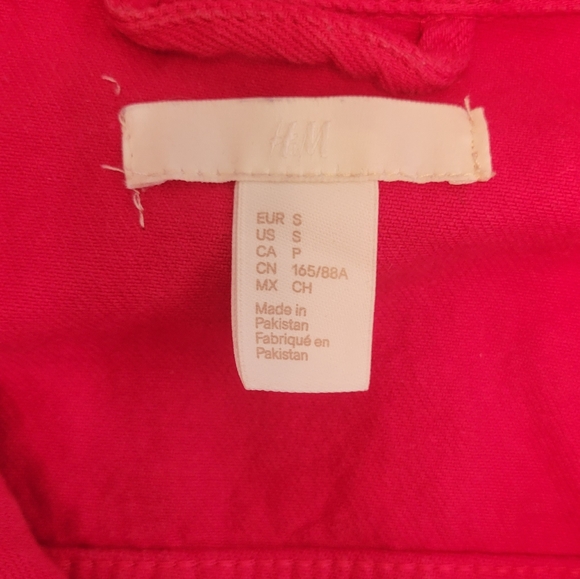 H&M
EUR S
US S
CA P
CN 165/88A
MX CH
Made in
Pakistan
Fabriqué en
Pakistan